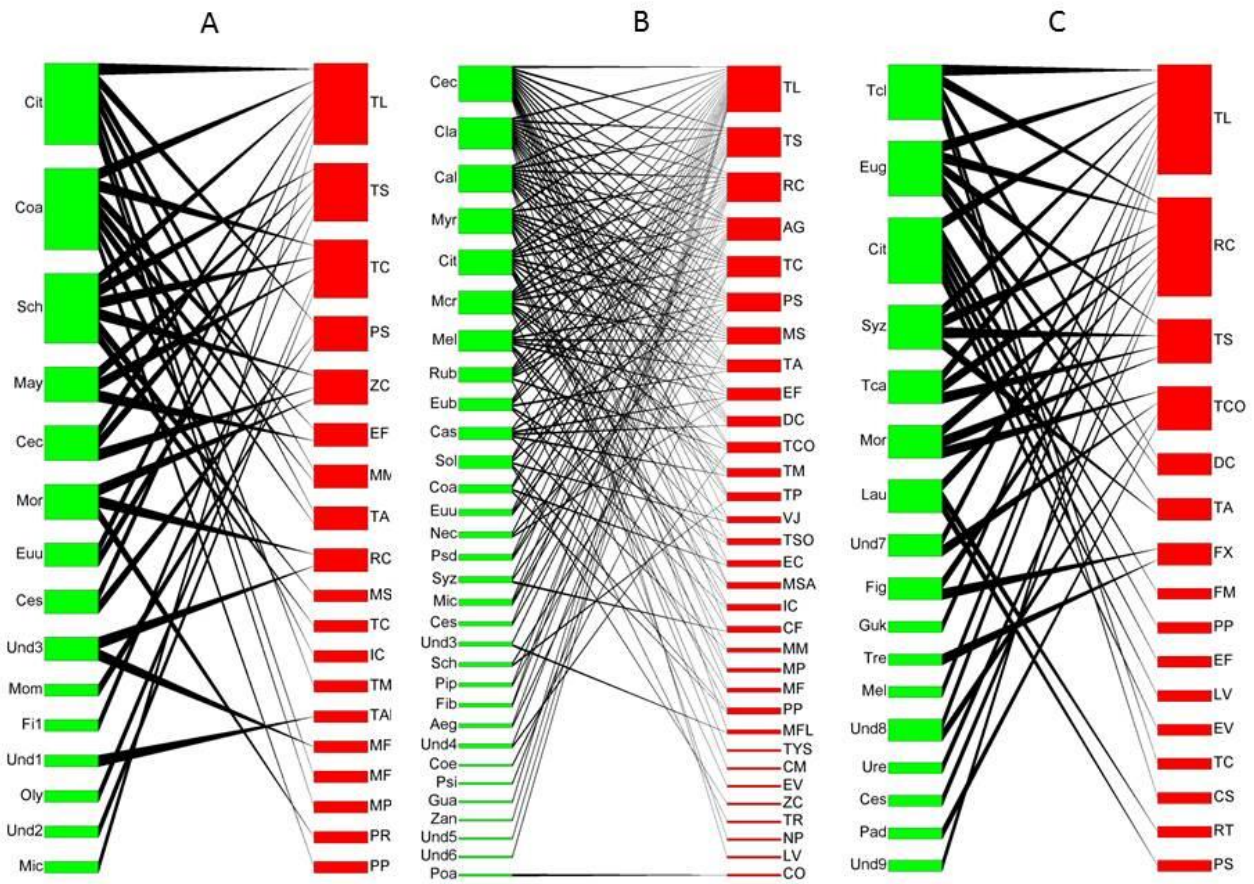 A
B
C
Cit
Coa
Sch
May
Cec
Mor
Euu
Ces
Und3
Mom
Fi1
Und1
Oly
Und2
Mic
TL
TS
TC
PS
ZC
EF
MM
TA
RC
MS
TC
IC
TM
TAI
MF
MF
MP
PR
PP
Cec
Cla
Cal
Myr
Cit
Mcr
Mel
Rub
Eub
Cas
Sol
Coa
Euu
Nec
Psd
Syz
Mic
Ces
Und3
Sch
Pip
Fib
Aeg
Und4
Coe
Psi
Gua
Zan
Und5
Und6
Poa
TL
TS
RC
AG
TC
PS
MS
TA
EF
DC
TCO
TM
TP
VJ
TSO
EC
MSA
IC
CF
MM
MP
MF
PP
MFL
TYS
CM
EV
ZC
TR
NP
LV
CO
Tcl
Eug
Cit
Syz
Tca
Mor
Lau
Und7
Fig
Guk
Tre
Mel
Und8
Ure
Ces
Pad
Und9
TL
RC
TS
TCO
DC
TA
FX
FM
PP
EF
LV
EV
TC
CS
RT
PS